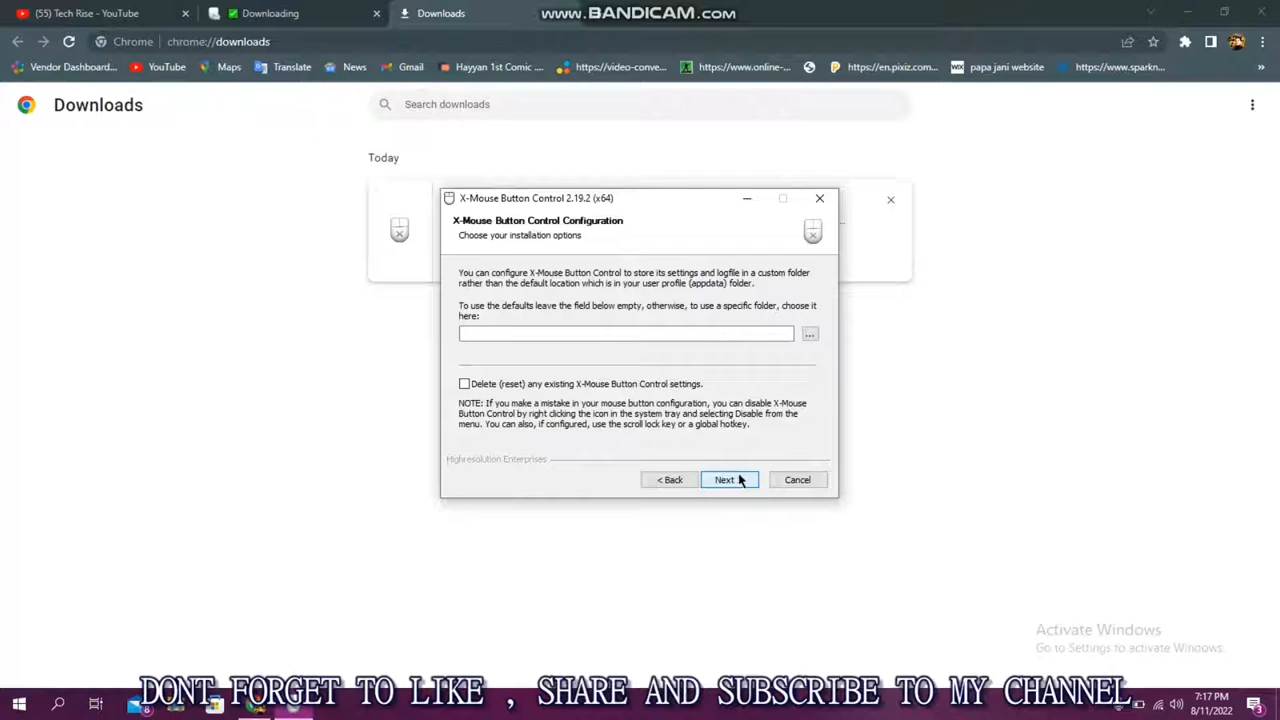 (55) Tech Rise - YouTube
Downloading
Downloads
WWW.BANDICAM.COM
Chrome
chrome://downloads
Vendor Dashboard...
YouTube
Maps
Translate
News
Gmail
Hayyan 1st Comic ...
https://video-conve...
https://www.online-...
https://en.pixiz.com...
WIX
papa jani website
https://www.sparkn...
»
Downloads
Search downloads
Today
X-Mouse Button Control 2.19.2 (x64)
X-Mouse Button Control Configuration
Choose your installation options
You can configure X-Mouse Button Control to store its settings and logfile in a custom folder
rather than the default location which is in your user profile (appdata) folder.
To use the defaults leave the field below empty, otherwise, to use a specific folder, choose it
here:
...
Delete (reset) any existing X-Mouse Button Control settings.
NOTE: If you make a mistake in your mouse button configuration, you can disable X-Mouse
Button Control by right clicking the icon in the system tray and selecting Disable from the
menu. You can also, if configured, use the scroll lock key or a global hotkey.
Highresolution Enterprises
< Back
Next
Cancel
Activate Windows
Go to Settings to activate Windows.
DONT FORGET TO LIKE , SHARE AND SUBSCRIBE TO MY CHANNEL
8
7:17 PM
8/11/2022
3